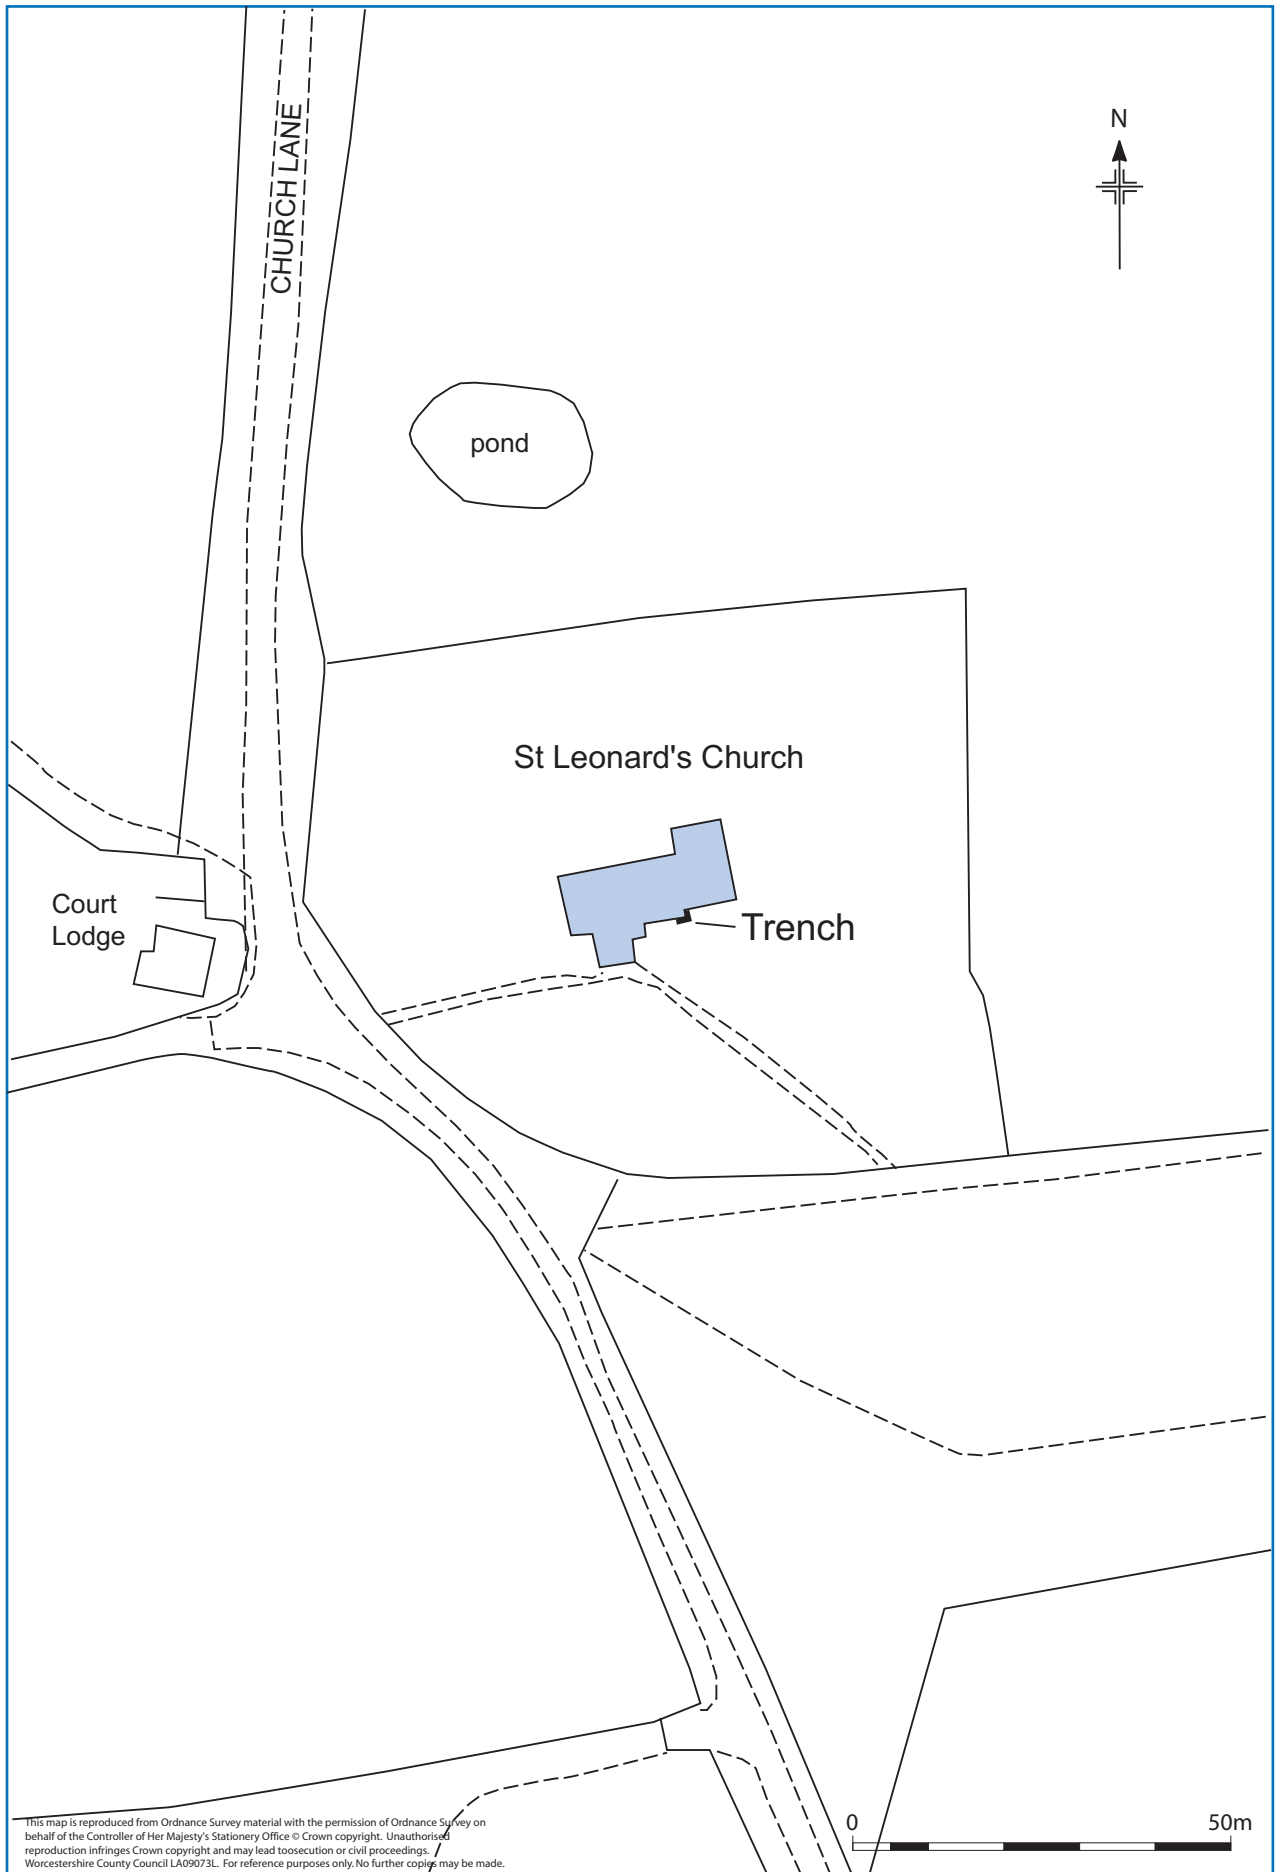 CHURCH LANE
N
pond
St Leonard's Church
Court
Lodge
Trench
0 50m
This map is reproduced from Ordnance Survey material with the permission of Ordnance Survey on
behalf of the Controller of Her Majesty's Stationery Office © Crown copyright. Unauthorised
reproduction infringes Crown copyright and may lead toosecution or civil proceedings.
Worcestershire County Council LA09073L. For reference purposes only. No further copies may be made.